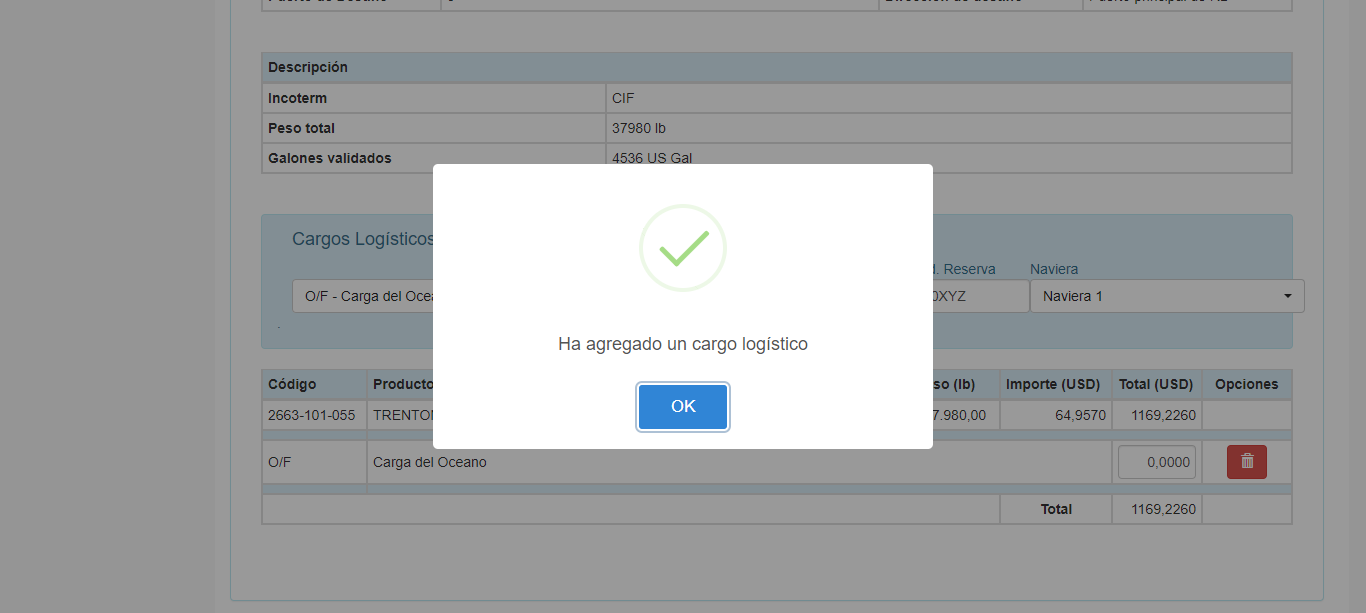 Descripción
Incoterm CIF
Peso total 37980 lb
Galones validados 4536 US Gal
Cargos Logísticos
. Reserva Naviera
O/F - Carga del Ocea 0XYZ Naviera 1
Ha agregado un cargo logístico
OK
Código Producto so (lb) Importe (USD) Total (USD) Opciones
2663-101-055 TRENTON 7.980,00 64,9570 1169,2260
O/F Carga del Oceano 0,0000
Total 1169,2260